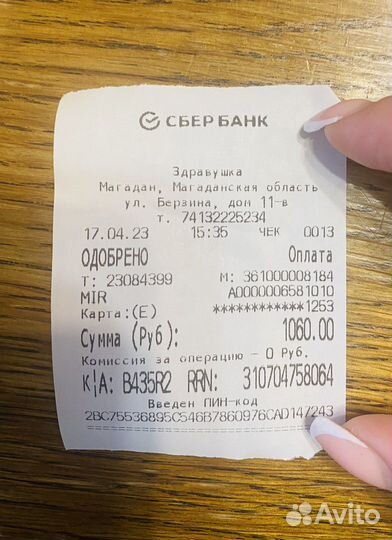 СБЕР БАНК
Здравушка
Магадан, Магаданская область
ул. Берзина, дом 11-в
т. 74132225234
17.04.23 15:35 ЧЕК 0013
ОДОБРЕНО Оплата
Т: 23084399 М: 361000008184
MIR A0000006581010
Карта:(E) ************1253
Сумма (Руб): 1060.00
Комиссия за операцию - 0 Руб.
К/А: B435R2 RRN: 310704758064
Введен ПИН-код
2BC75536895C546B7860976CAD147243
Avito